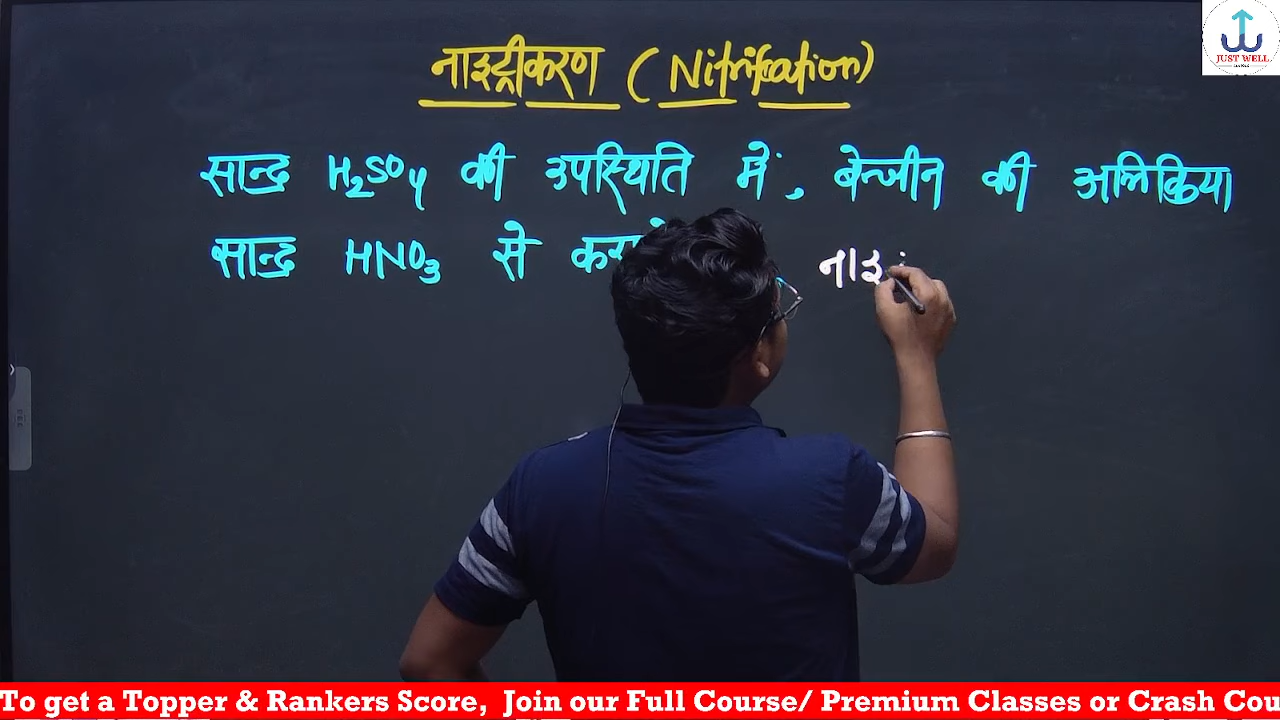 JUST WELL
नाइट्रीकरण (Nitrification)
सान्द्र H₂SO₄ की उपस्थिति में, बेन्जीन की अभिक्रिया
सान्द्र HNO₃ से नाइ
To get a Topper & Rankers Score, Join our Full Course/ Premium Classes or Crash Cou